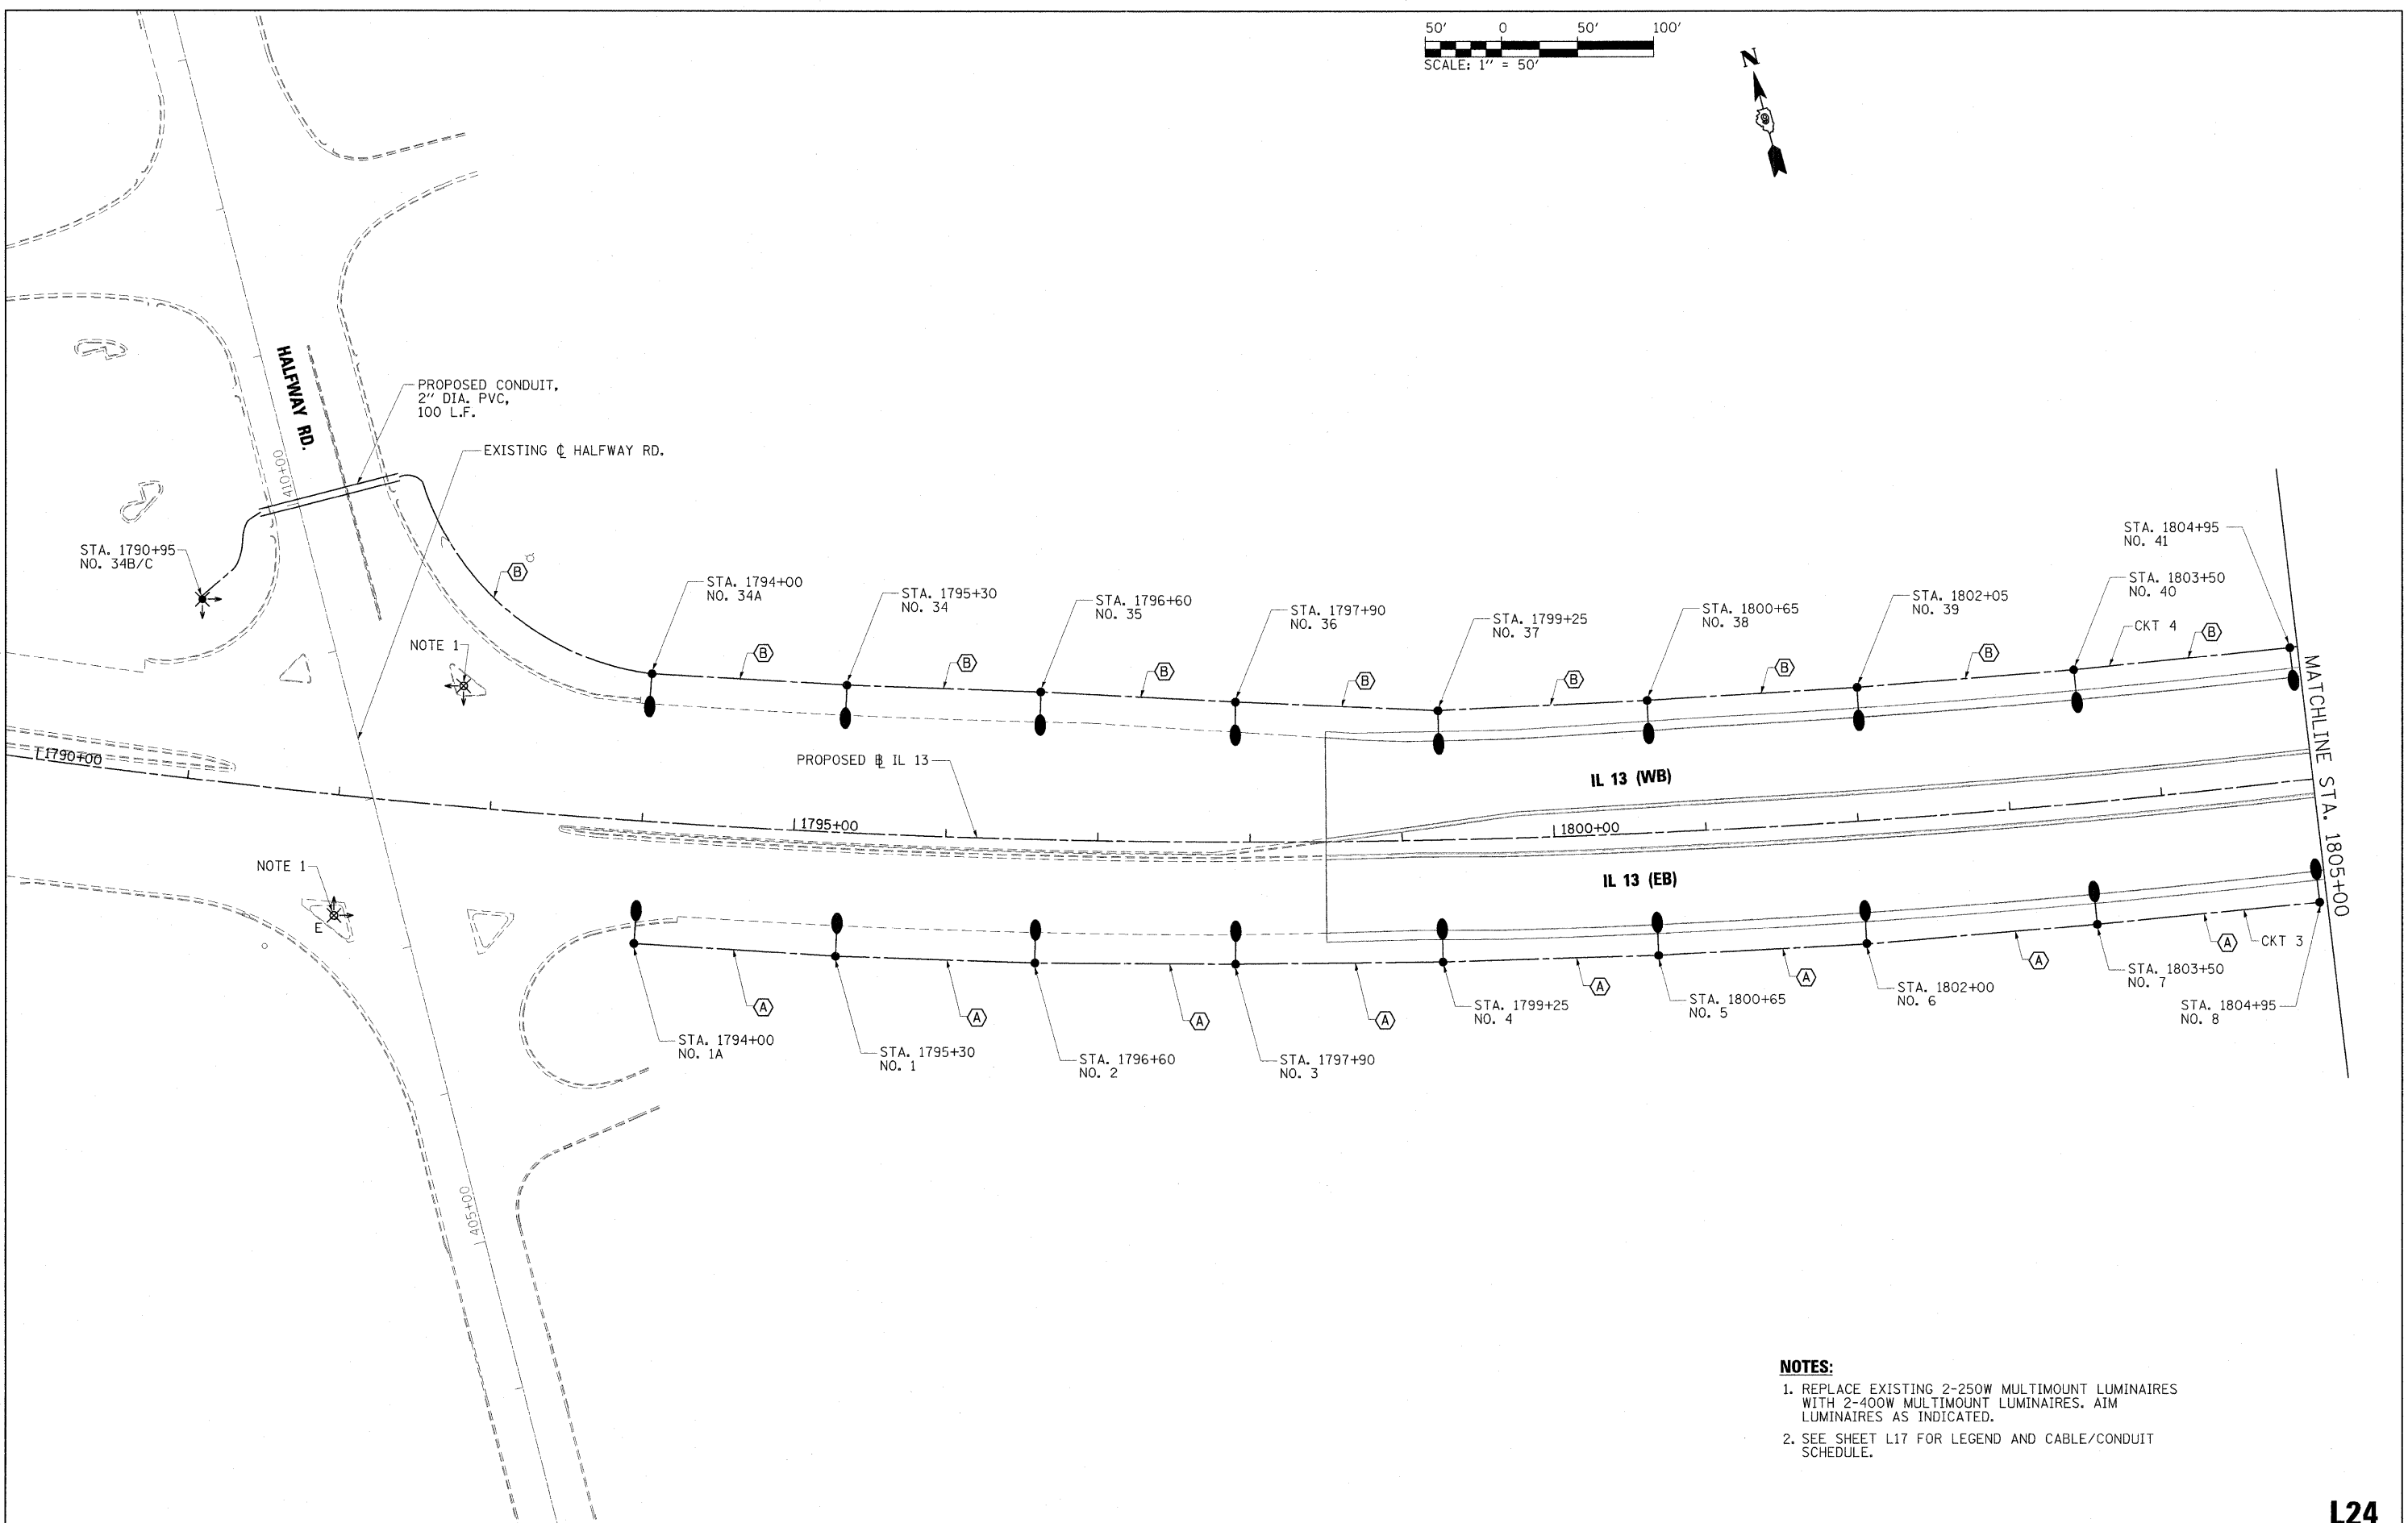 50' 0 50' 100'
SCALE: 1" = 50'
N
9
HALFWAY RD.
PROPOSED CONDUIT,
2" DIA. PVC,
100 L.F.
EXISTING ℄ HALFWAY RD.
410+00
STA. 1790+95
NO. 34B/C
B
NOTE 1
STA. 1794+00
NO. 34A
B
STA. 1795+30
NO. 34
B
STA. 1796+60
NO. 35
B
STA. 1797+90
NO. 36
B
STA. 1799+25
NO. 37
B
STA. 1800+65
NO. 38
B
STA. 1802+05
NO. 39
B
STA. 1803+50
NO. 40
CKT 4
B
STA. 1804+95
NO. 41
MATCHLINE STA. 1805+00
1790+00
PROPOSED BL IL 13
1795+00
IL 13 (WB)
1800+00
IL 13 (EB)
NOTE 1
E
A
STA. 1794+00
NO. 1A
A
STA. 1795+30
NO. 1
A
STA. 1796+60
NO. 2
A
STA. 1797+90
NO. 3
A
STA. 1799+25
NO. 4
A
STA. 1800+65
NO. 5
A
STA. 1802+00
NO. 6
A
STA. 1803+50
NO. 7
CKT 3
STA. 1804+95
NO. 8
405+00
NOTES:
1. REPLACE EXISTING 2-250W MULTIMOUNT LUMINAIRES
WITH 2-400W MULTIMOUNT LUMINAIRES. AIM
LUMINAIRES AS INDICATED.
2. SEE SHEET L17 FOR LEGEND AND CABLE/CONDUIT
SCHEDULE.
L24